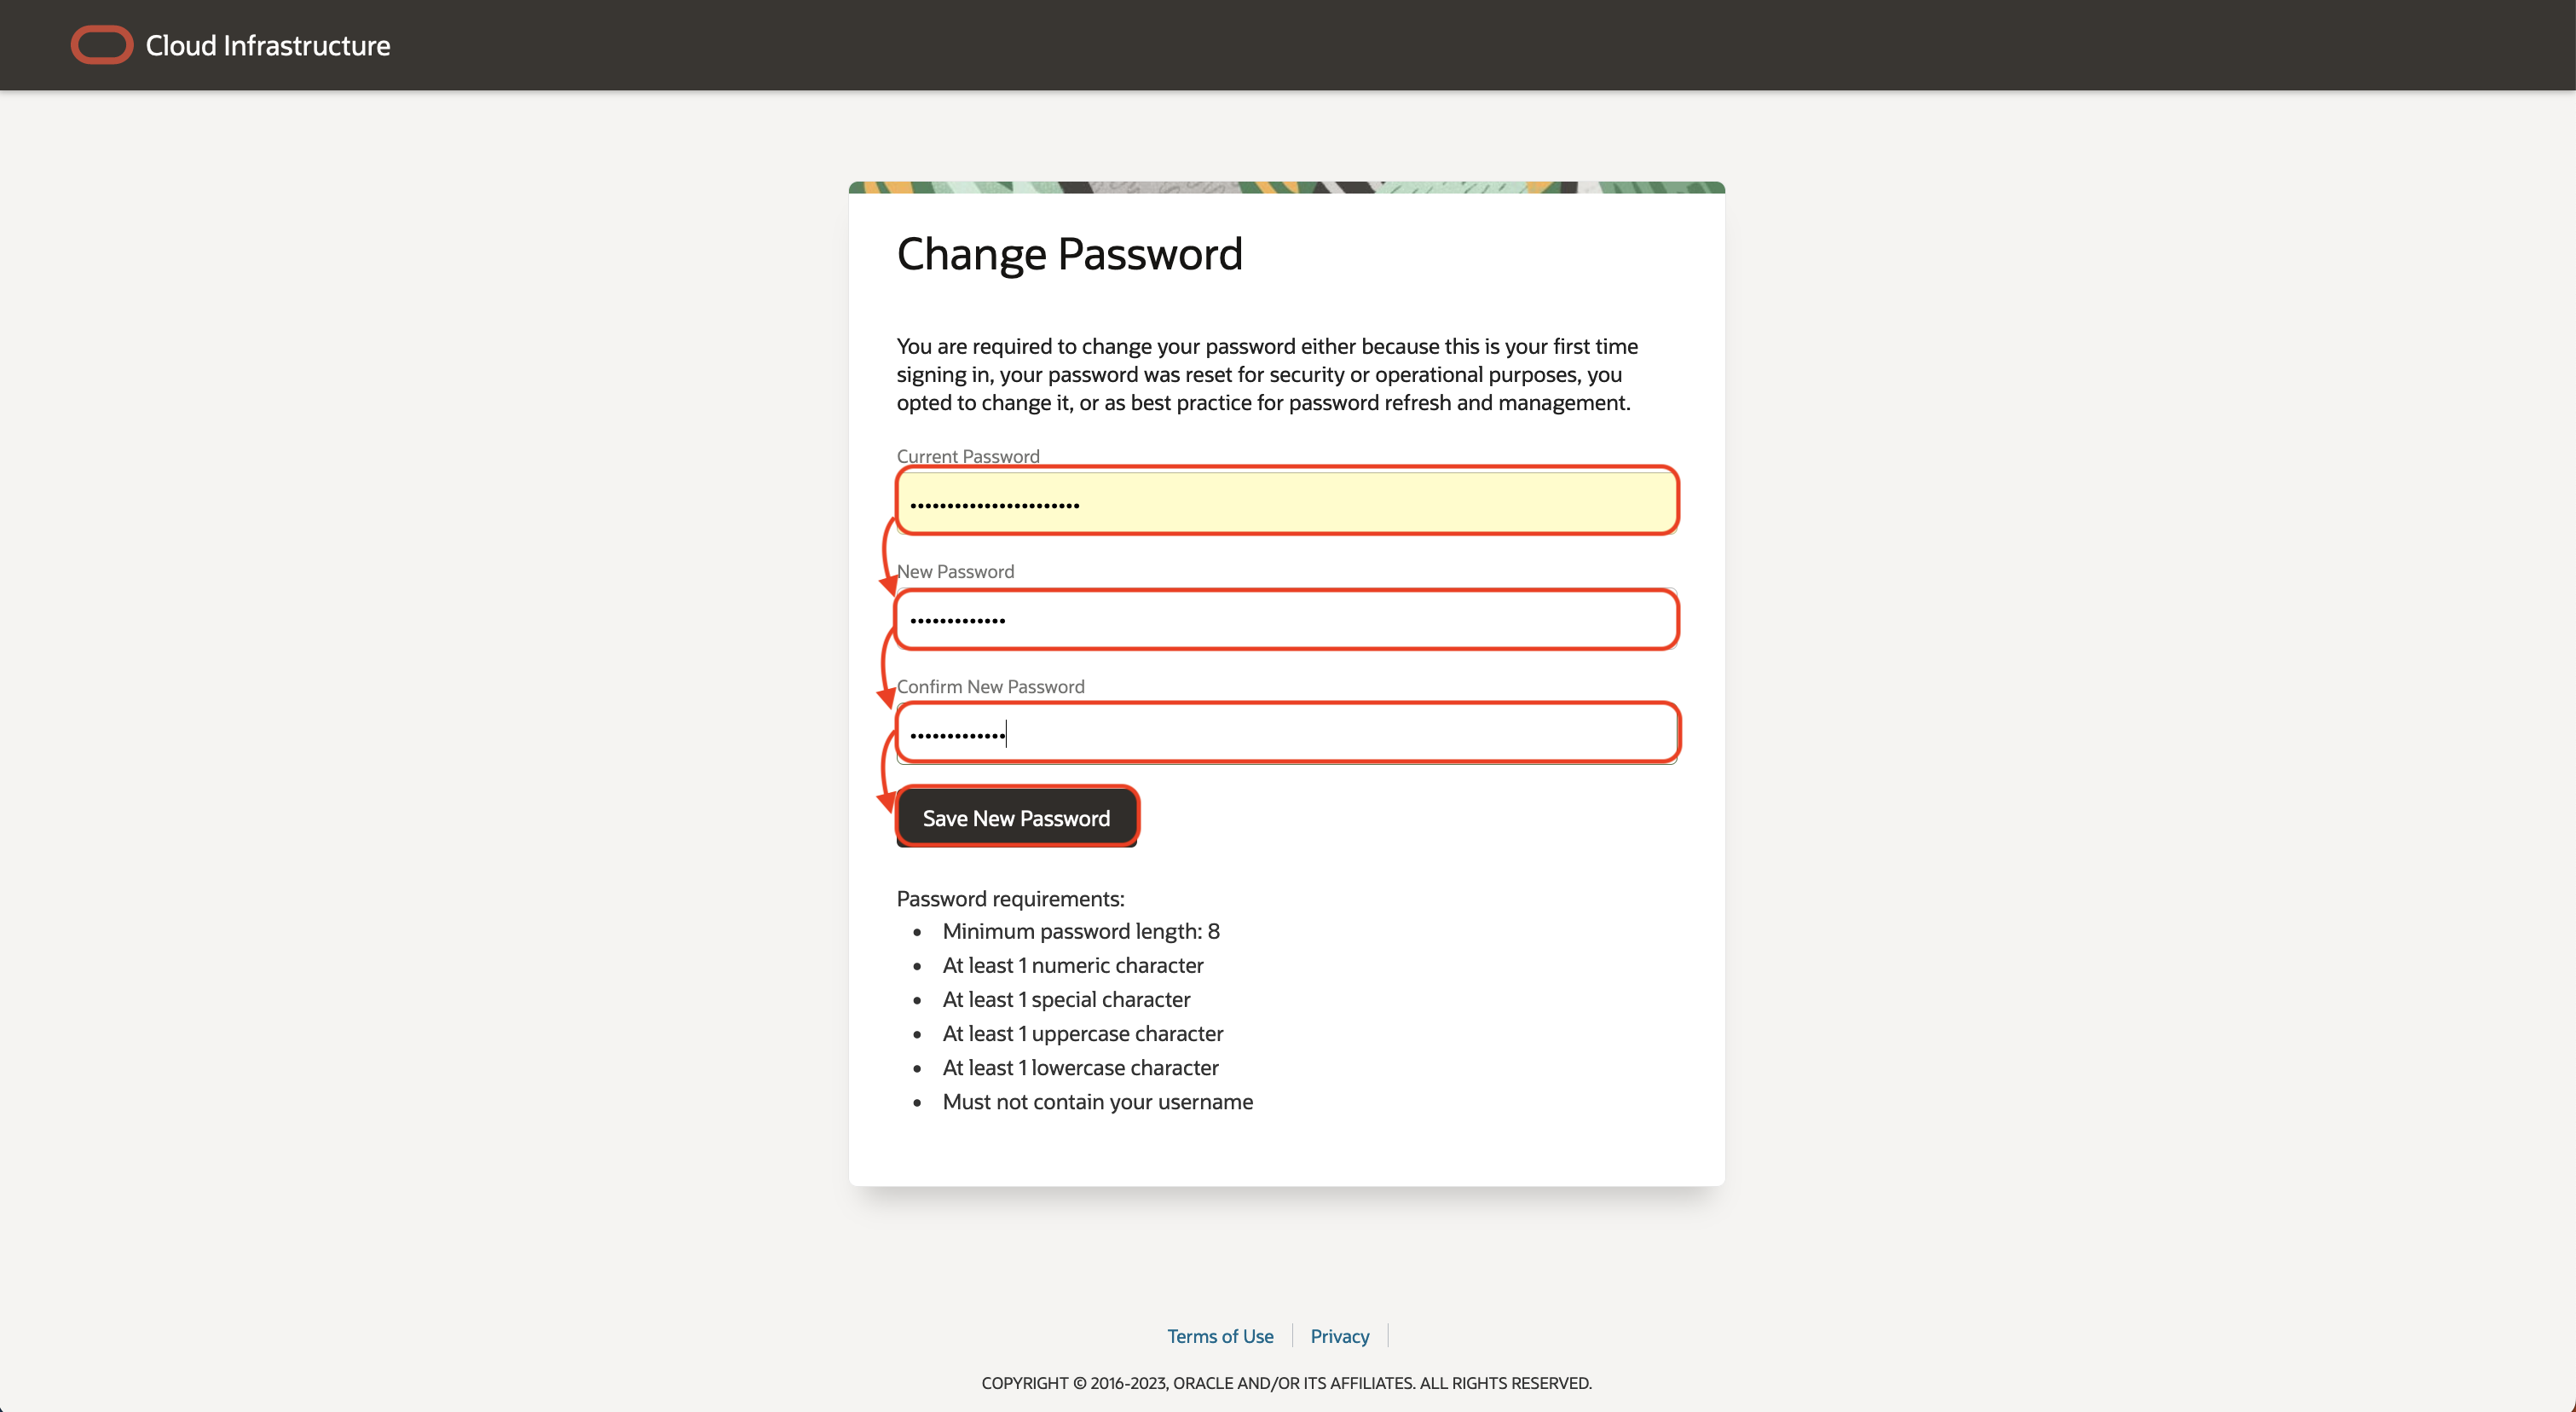 Cloud Infrastructure
Change Password
You are required to change your password either because this is your first time
signing in, your password was reset for security or operational purposes, you
opted to change it, or as best practice for password refresh and management.
Current Password
•••••••••••••••••••••••
New Password
•••••••••••••
Confirm New Password
•••••••••••••
Save New Password
Password requirements:
• Minimum password length: 8
• At least 1 numeric character
• At least 1 special character
• At least 1 uppercase character
• At least 1 lowercase character
• Must not contain your username
Terms of Use | Privacy |
COPYRIGHT © 2016-2023, ORACLE AND/OR ITS AFFILIATES. ALL RIGHTS RESERVED.